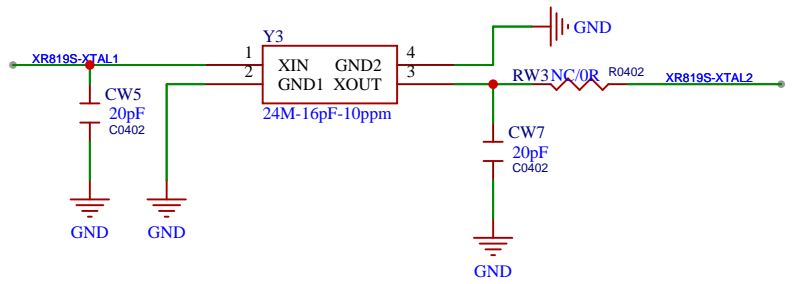 Y3
4
GND
XR819S-XTAL1
1
XIN
GND2
2
GND1
XOUT
3
RW3
NC/0R
R0402
XR819S-XTAL2
CW5
20pF
C0402
24M-16pF-10ppm
CW7
20pF
C0402
GND
GND
GND